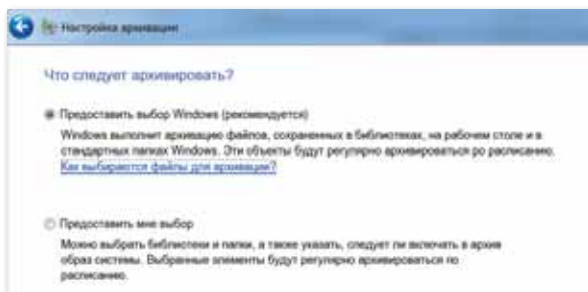 Настройка архивации
Что следует архивировать?
Предоставить выбор Windows (рекомендуется)
Windows выполнит архивацию файлов, сохраненных в библиотеках, на рабочем столе и в
стандартных папках Windows. Эти объекты будут регулярно архивироваться по расписанию.
Как выбираются файлы для архивации?
Предоставить мне выбор
Можно выбрать библиотеки и папки, а также указать, следует ли включать в архив
образ системы. Выбранные элементы будут регулярно архивироваться по
расписанию.